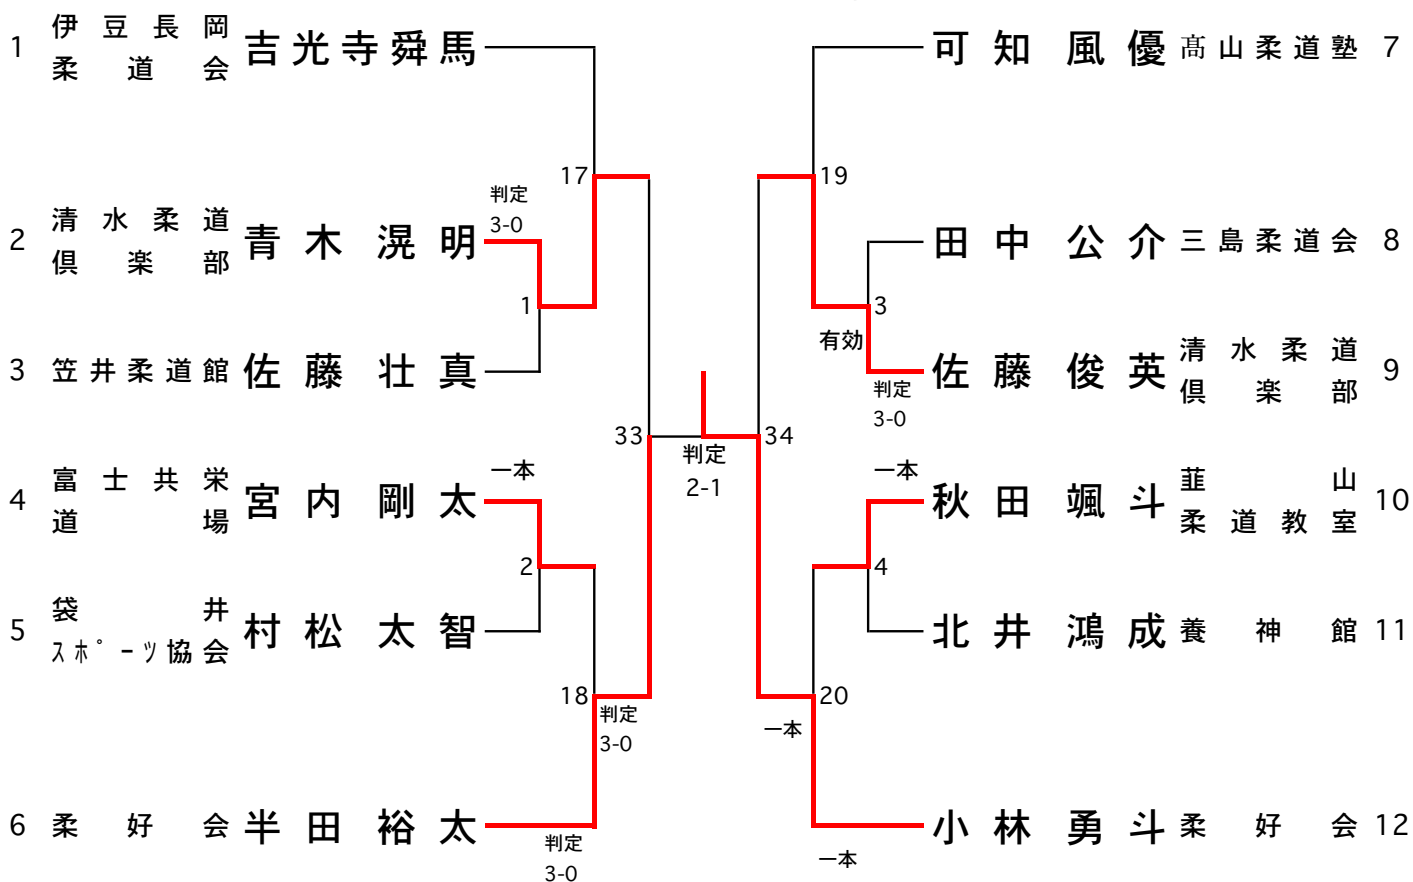 1 伊豆長岡
柔道会 吉光寺舜馬
17
2 清水柔道
倶楽部 青木滉明
判定
3-0
1
3 笠井柔道館 佐藤壮真
33
4 富士共栄
道場 宮内剛太
一本
2
5 袋井
スポーツ協会 村松太智
18
判定
3-0
6 柔好会 半田裕太
判定
3-0
判定
2-1
可知風優 髙山柔道塾 7
19
田中公介 三島柔道会 8
3
有効
佐藤俊英 清水柔道
倶楽部 9
判定
3-0
34
一本
秋田颯斗 韮山
柔道教室 10
4
北井鴻成 養神館 11
20
一本
小林勇斗 柔好会 12
一本